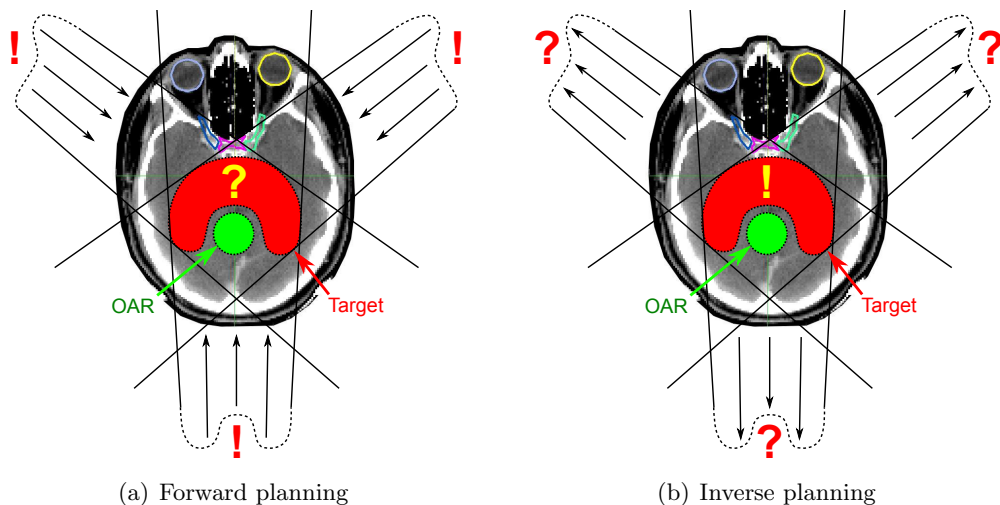 ! ! ? ?
? !
OAR Target OAR Target
! ?
(a) Forward planning (b) Inverse planning